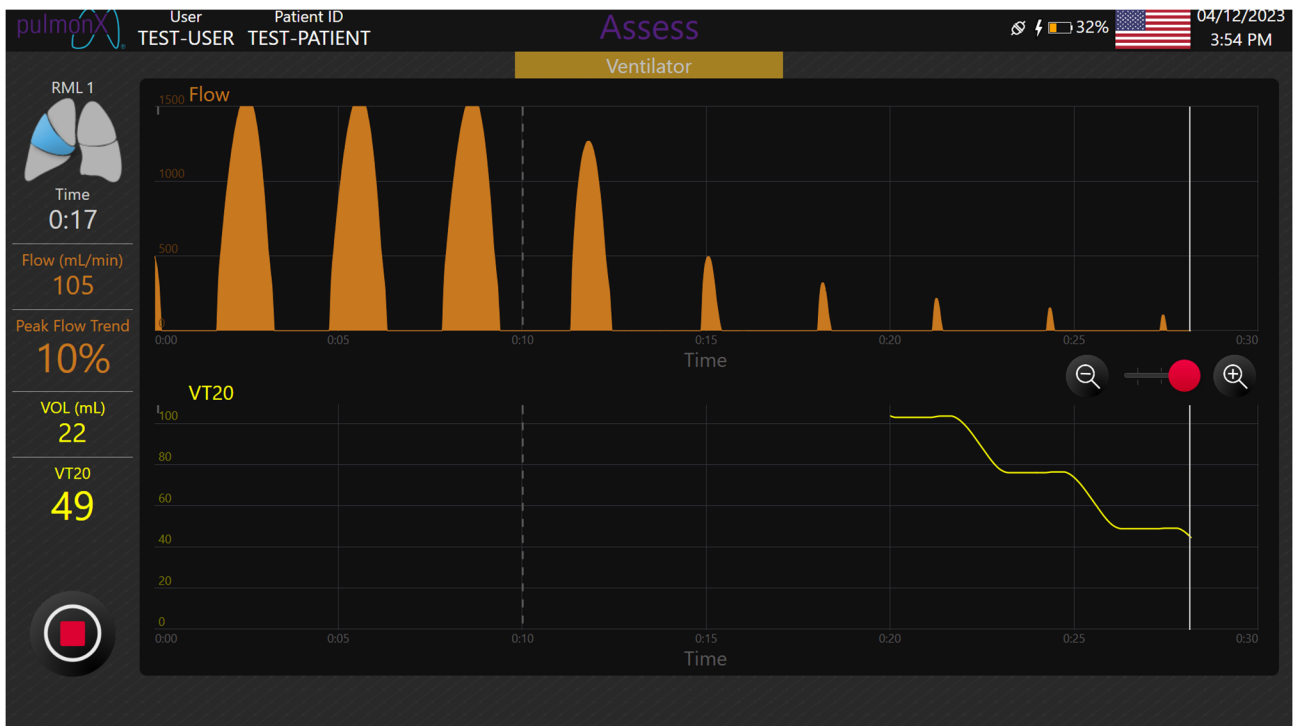 pulmonX
User
TEST-USER
Patient ID
TEST-PATIENT
Assess
32%
04/12/2023
3:54 PM
Ventilator
RML 1
Time
0:17
Flow (mL/min)
105
Peak Flow Trend
10%
VOL (mL)
22
VT20
49
Flow
1500
1000
500
0
0:00 0:05 0:10 0:15 0:20 0:25 0:30
Time
VT20
100
80
60
40
20
0
0:00 0:05 0:10 0:15 0:20 0:25 0:30
Time